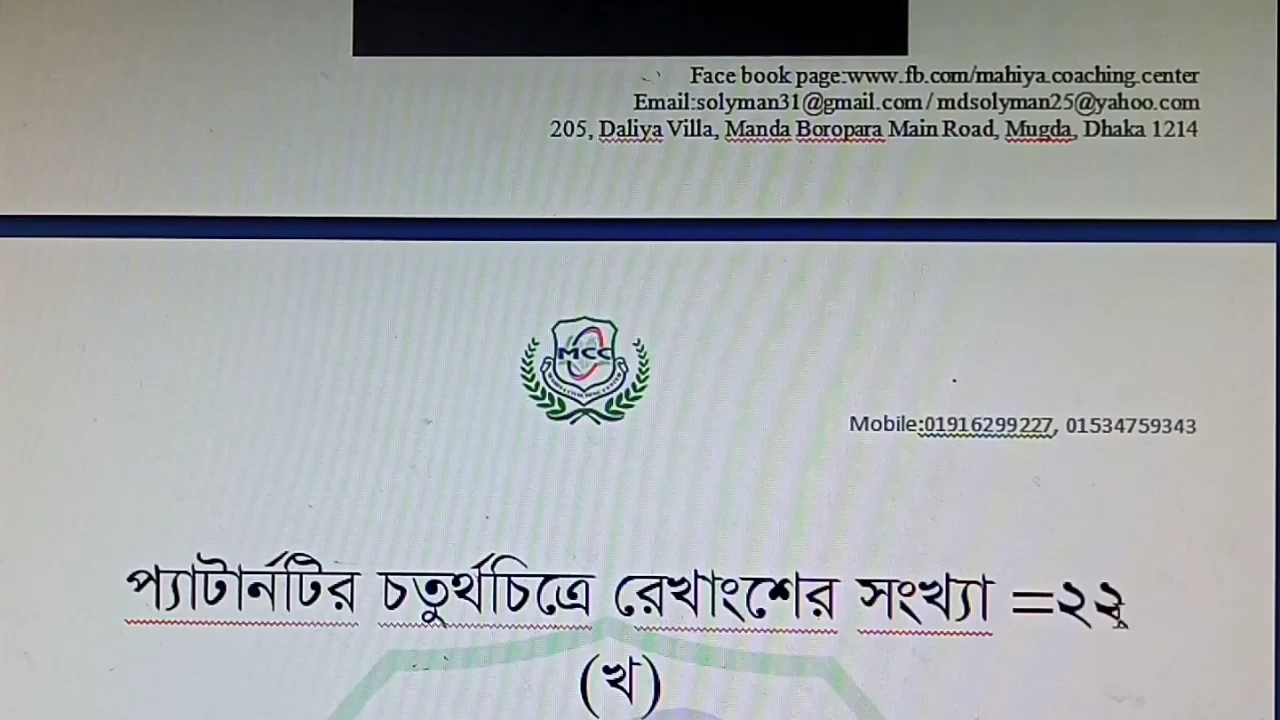 Face book page:www.fb.com/mahiya.coaching.center
Email:solyman31@gmail.com / mdsolyman25@yahoo.com
205, Daliya Villa, Manda Boropara Main Road, Mugda, Dhaka 1214
MCC
Mobile:01916299227, 01534759343
প্যাটার্নটির চতুর্থচিত্রে রেখাংশের সংখ্যা =২২
(খ)